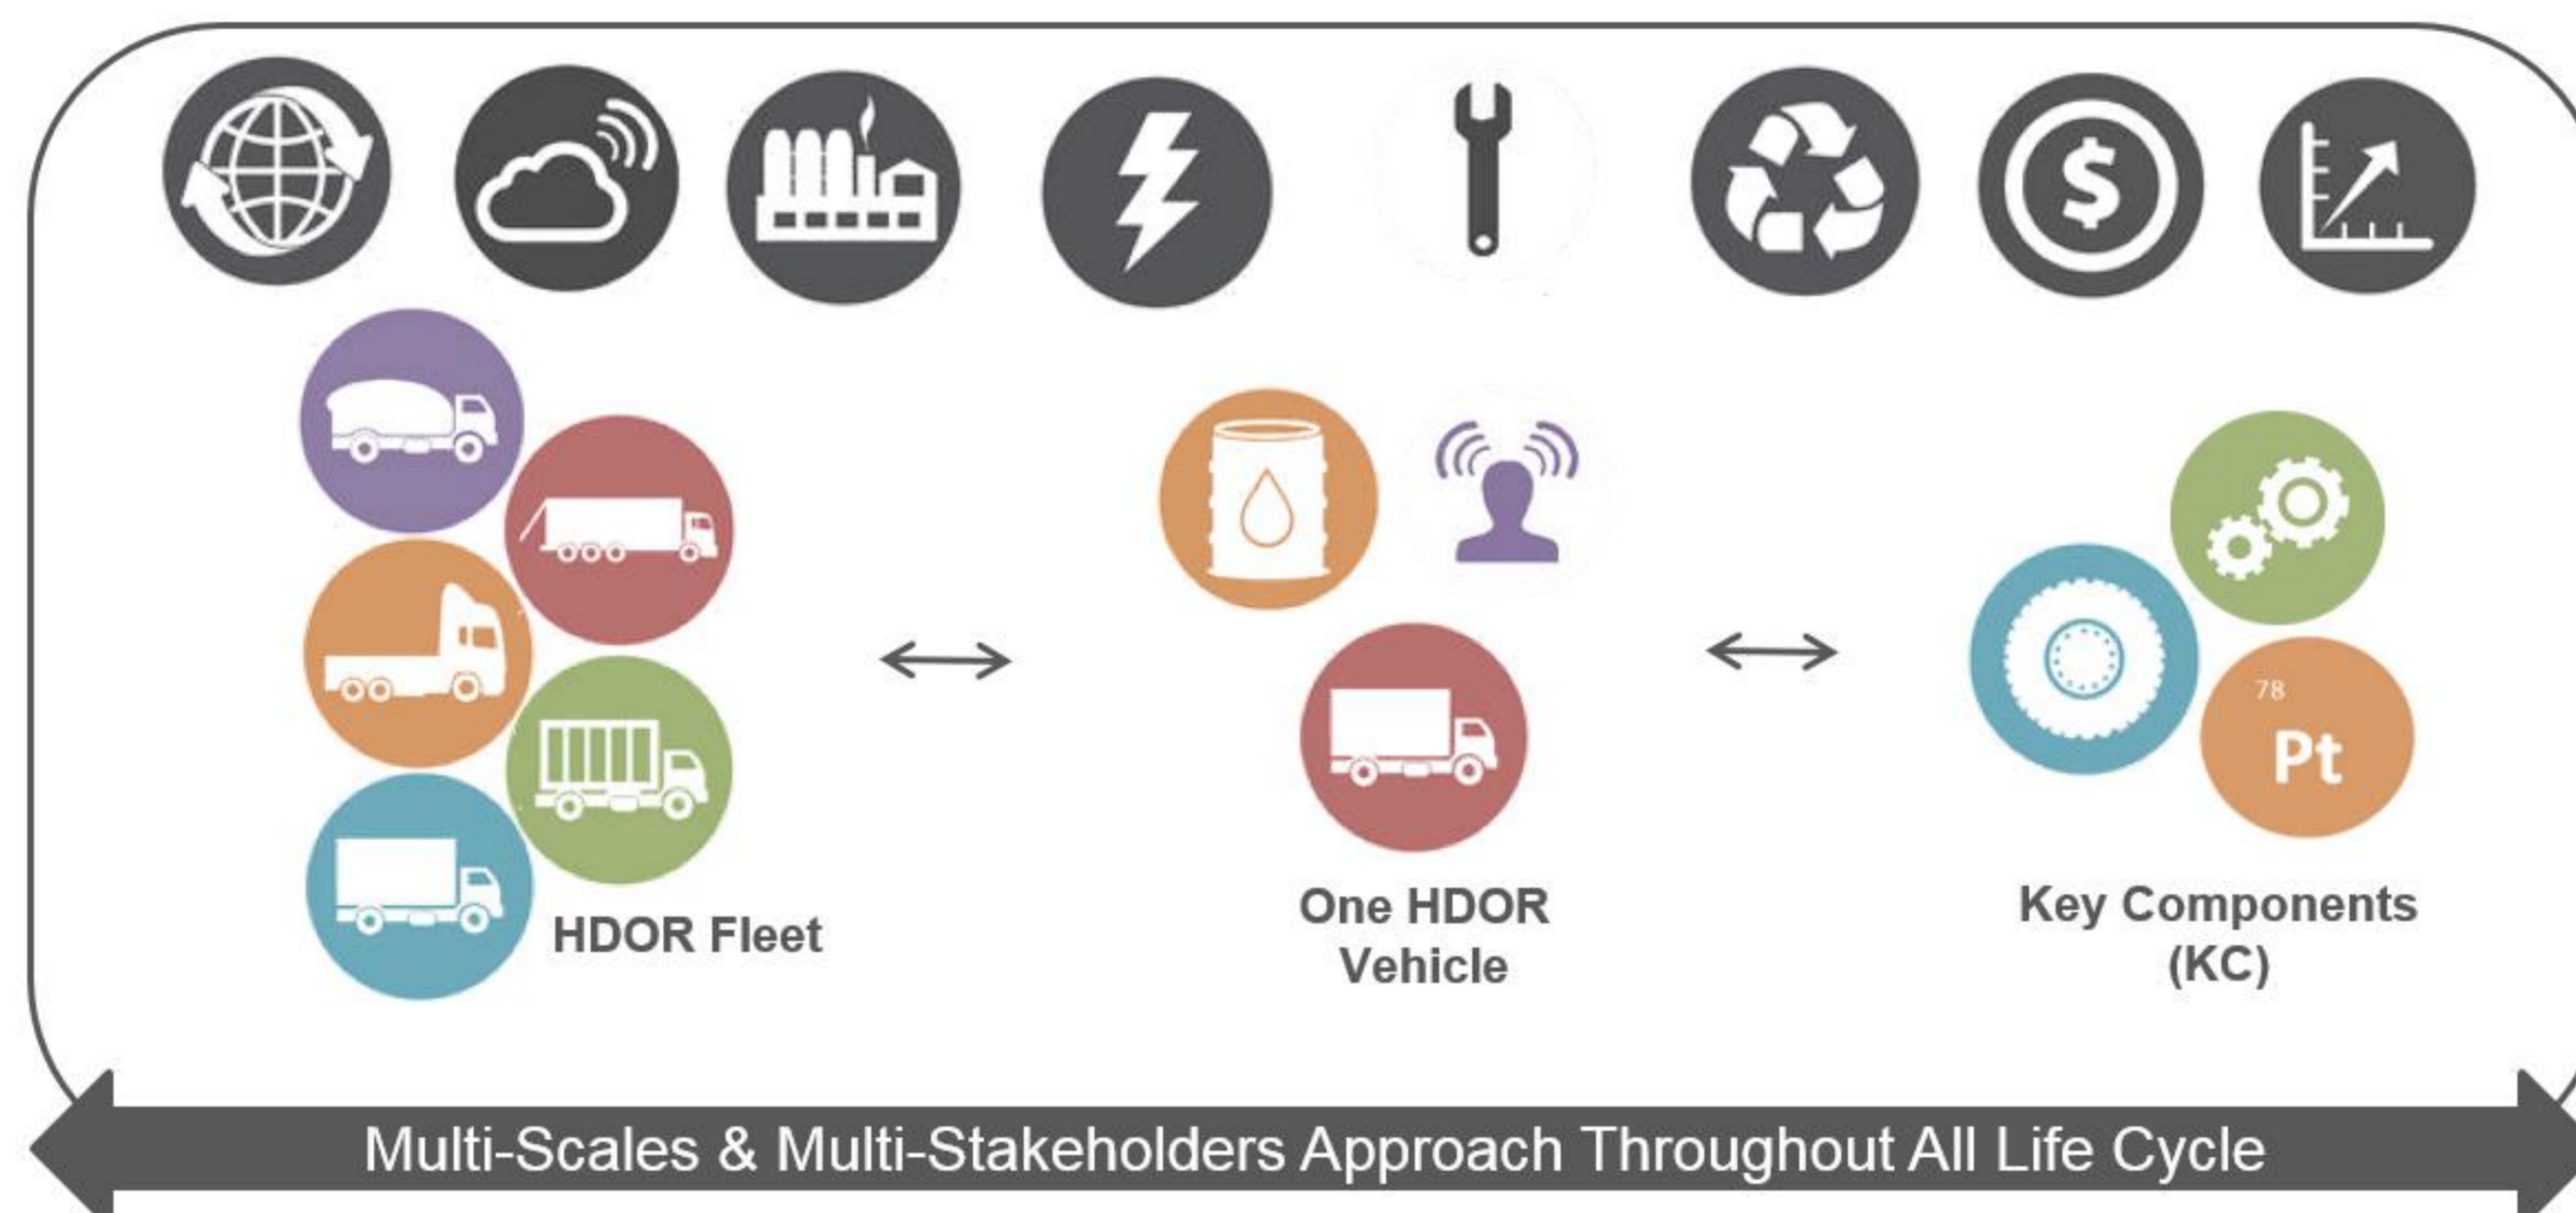 $
78
Pt
HDOR Fleet
One HDOR
Vehicle
Key Components
(KC)
Multi-Scales & Multi-Stakeholders Approach Throughout All Life Cycle